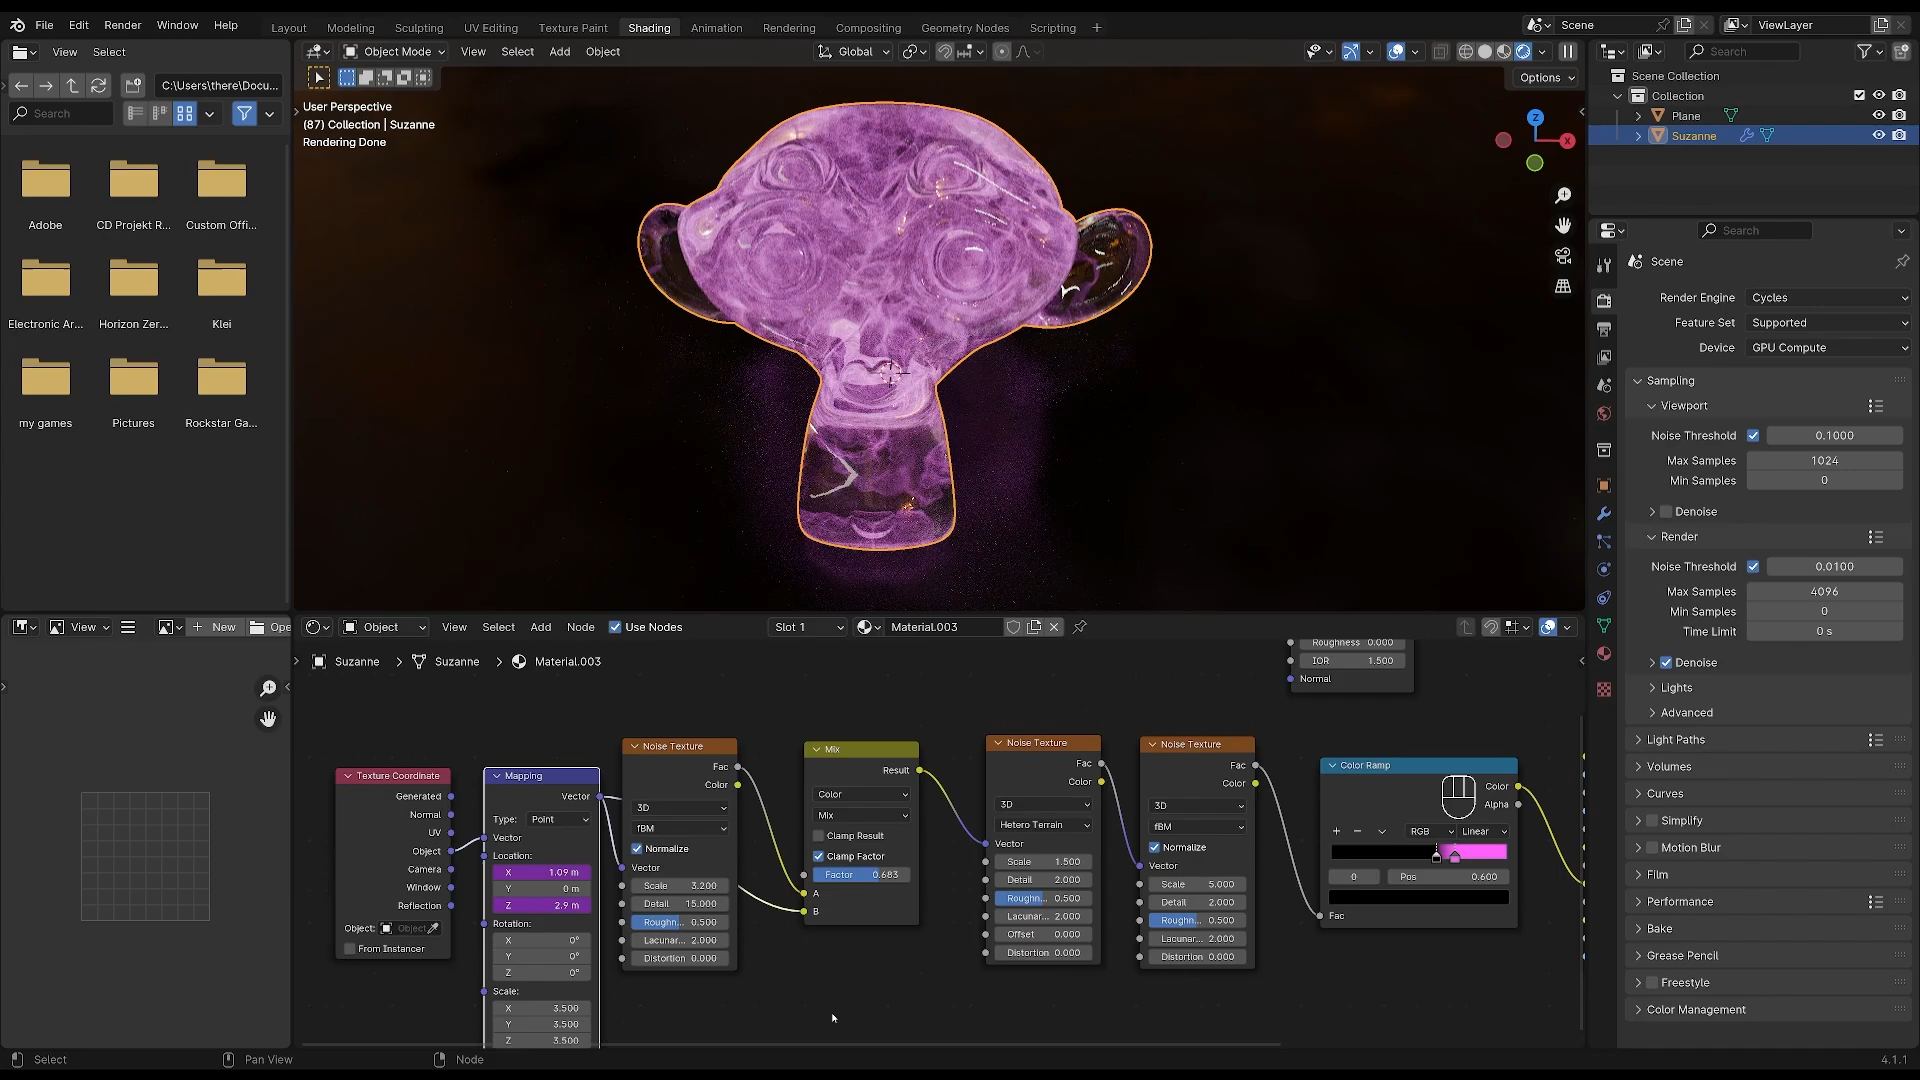 File Edit Render Window Help
Layout Modeling Sculpting UV Editing Texture Paint Shading Animation Rendering Compositing Geometry Nodes Scripting
Scene
ViewLayer
View Select
Object Mode View Select Add Object
Global
Search
C:\Users\there\Docu...
Options
Search
User Perspective
(87) Collection | Suzanne
Rendering Done
Z
X
Scene Collection
Collection
Plane
Suzanne
Adobe CD Projekt R... Custom Offi...
Electronic Ar... Horizon Zer... Klei
my games Pictures Rockstar Ga...
Search
Scene
Render Engine Cycles
Feature Set Supported
Device GPU Compute
Sampling
Viewport
Noise Threshold 0.1000
Max Samples 1024
Min Samples 0
Denoise
Render
Noise Threshold 0.0100
Max Samples 4096
Min Samples 0
Time Limit 0 s
Denoise
Lights
Advanced
Light Paths
Volumes
Curves
Simplify
Motion Blur
Film
Performance
Bake
Grease Pencil
Freestyle
Color Management
View
New
Ope
Object View Select Add Node Use Nodes
Slot 1
Material.003
Suzanne Suzanne Material.003
Roughness 0.000
IOR 1.500
Normal
Texture Coordinate
Generated
Normal
UV
Object
Camera
Window
Reflection
Object: Object
From Instancer
Mapping
Vector
Type: Point
Vector
Location:
X 1.09 m
Y 0 m
Z 2.9 m
Rotation:
X 0°
Y 0°
Z 0°
Scale:
X 3.500
Y 3.500
Z 3.500
Noise Texture
Fac
Color
3D
fBM
Normalize
Vector
Scale 3.200
Detail 15.000
Roughn... 0.500
Lacunar... 2.000
Distortion 0.000
Mix
Result
Color
Mix
Clamp Result
Clamp Factor
Factor 0.683
A
B
Noise Texture
Fac
Color
3D
Hetero Terrain
Vector
Scale 1.500
Detail 2.000
Roughn... 0.500
Lacunar... 2.000
Offset 0.000
Distortion 0.000
Noise Texture
Fac
Color
3D
fBM
Normalize
Vector
Scale 5.000
Detail 2.000
Roughn... 0.500
Lacunar... 2.000
Distortion 0.000
Color Ramp
Color
Alpha
RGB Linear
0 Pos 0.600
Fac
Select
Pan View
Node
4.1.1